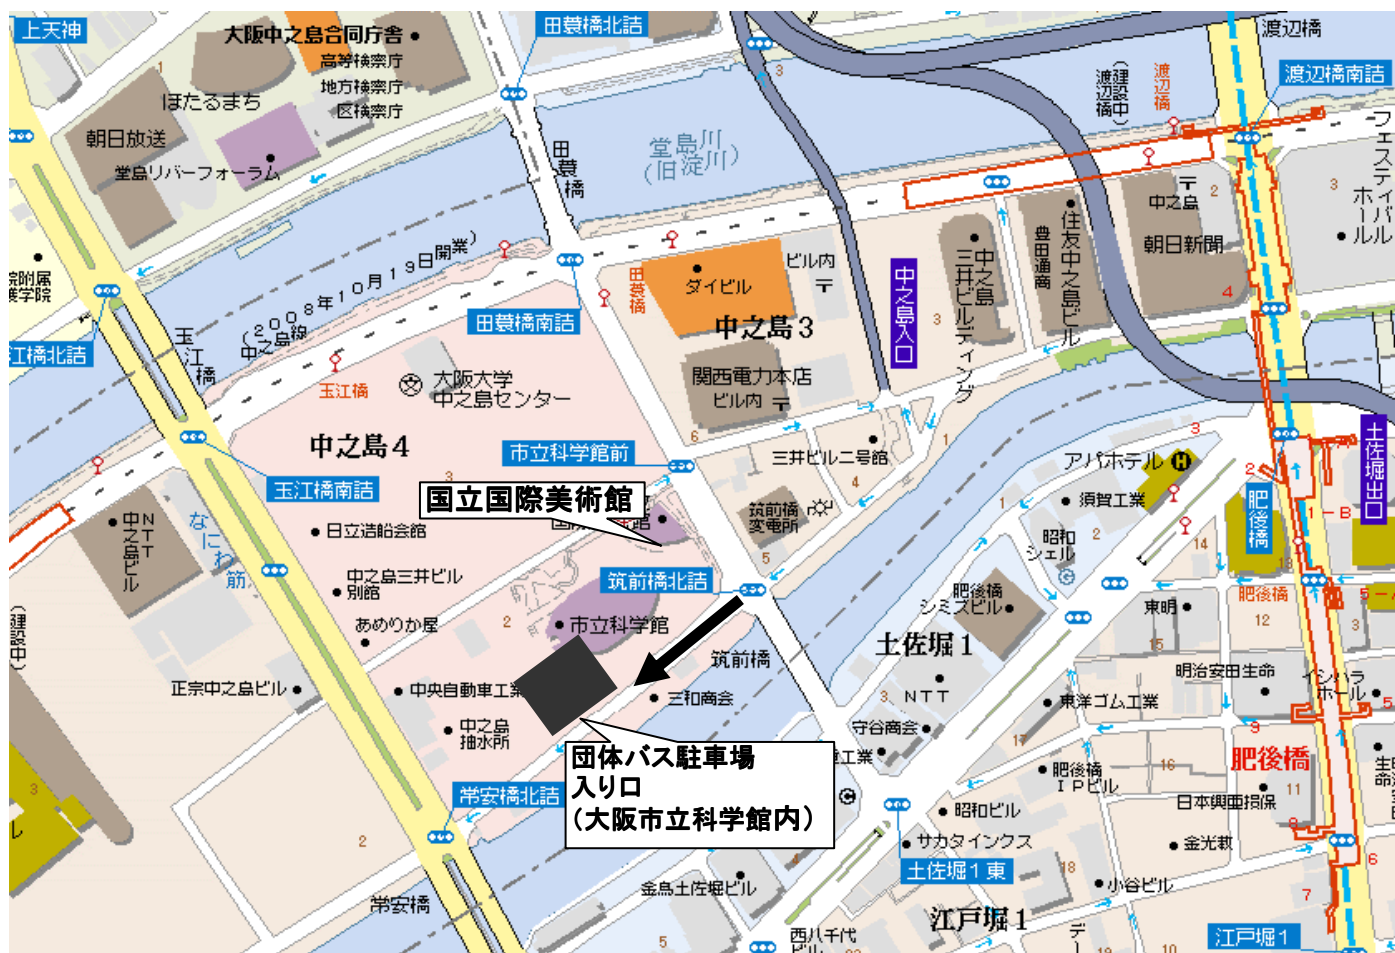 上天神
大阪中之島合同庁舎
高等検察庁
地方検察庁
区検察庁
ほたるまち
朝日放送
堂島リバーフォーラム
田蓑橋北詰
田蓑橋
堂島川
(旧淀川)
渡辺橋
(建設中)
渡辺橋
渡辺橋
渡辺橋南詰
フェスティバル
ホール
中之島
朝日新聞
住友中之島ビル
豊田通商
中之島
三井ビルディング
中之島入口
ビル内
ダイビル
田蓑橋
中之島3
関西電力本店
ビル内
田蓑橋南詰
(2008年10月19日開業)
中之島線
玉江橋
江橋北詰
玉江橋
大阪大学
中之島センター
中之島4
市立科学館前
玉江橋南詰
国立国際美術館
三井ビル二号館
筑前橋
変電所
アパホテル
須賀工業
昭和
シェル
土佐堀出口
肥後橋
1-B
NTT
中之島ビル
なにわ筋
日立造船会館
中之島三井ビル
別館
あめりか屋
筑前橋北詰
市立科学館
筑前橋
肥後橋
シミズビル
土佐堀1
東明
肥後橋
明治安田生命
イシハラ
ホール
(建設中)
正宗中之島ビル
中央自動車工業
中之島
抽水所
三和商会
NTT
守谷商会
東洋ゴム工業
団体バス駐車場
入り口
(大阪市立科学館内)
常安橋北詰
常安橋
昭和ビル
サカタインクス
土佐堀1東
肥後橋
IPビル
肥後橋
日本興亜損保
金光薮
小谷ビル
金鳥土佐堀ビル
西八千代
ビル
江戸堀1
江戸堀1